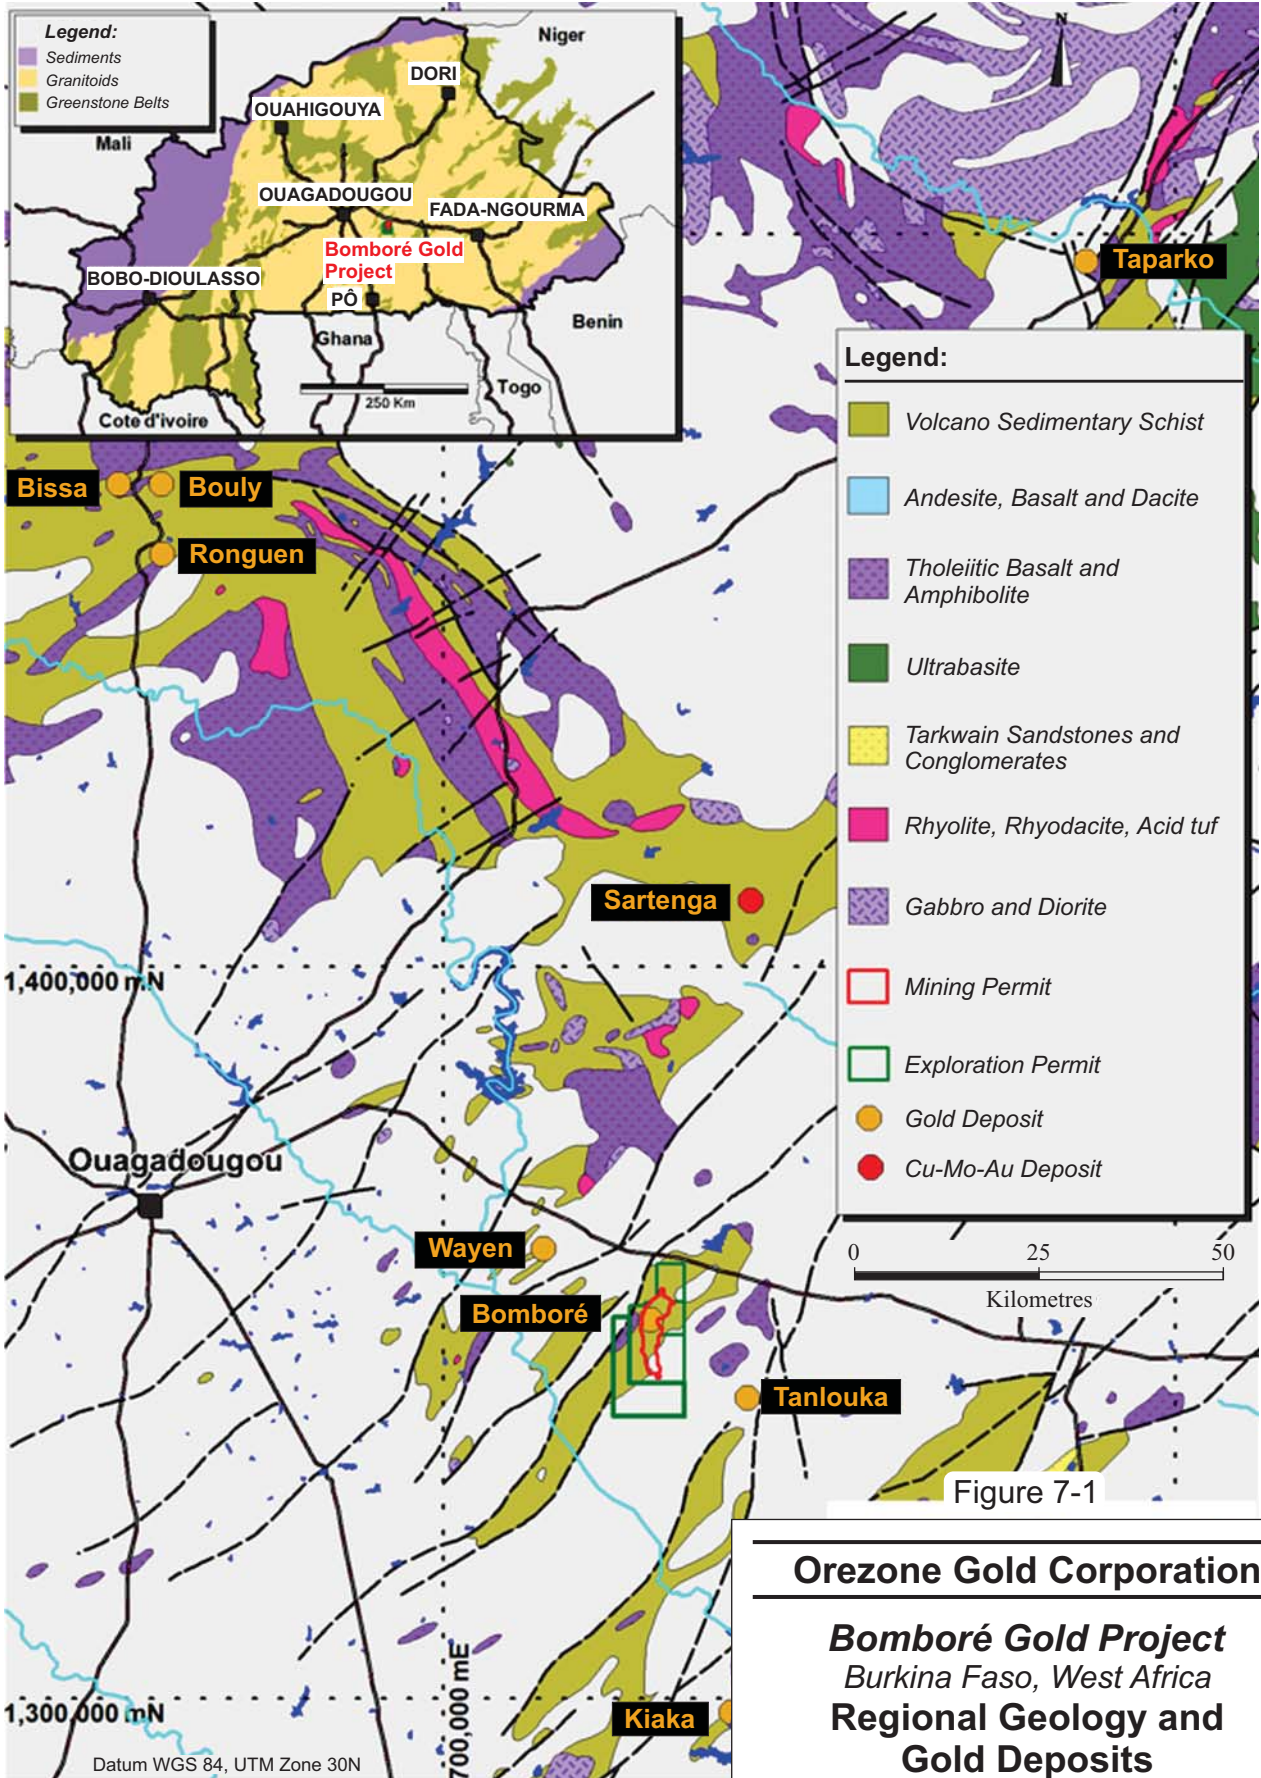 Legend:
Sediments
Granitoids
Greenstone Belts
Niger
DORI
OUAHIGOUYA
Mali
OUAGADOUGOU
FADA-NGOURMA
Bomboré Gold
Project
BOBO-DIOULASSO
PÔ
Benin
Ghana
Togo
250 Km
Cote d'ivoire
N
Taparko
Legend:
Volcano Sedimentary Schist
Andesite, Basalt and Dacite
Tholeiitic Basalt and
Amphibolite
Ultrabasite
Tarkwain Sandstones and
Conglomerates
Rhyolite, Rhyodacite, Acid tuf
Gabbro and Diorite
Mining Permit
Exploration Permit
Gold Deposit
Cu-Mo-Au Deposit
Bissa
Bouly
Ronguen
Sartenga
1,400,000 mN
Ouagadougou
Wayen
0 25 50
Kilometres
Bomboré
Tanlouka
Figure 7-1
Orezone Gold Corporation
Bomboré Gold Project
Burkina Faso, West Africa
Regional Geology and
Gold Deposits
1,300,000 mN
700,000 mE
Kiaka
Datum WGS 84, UTM Zone 30N